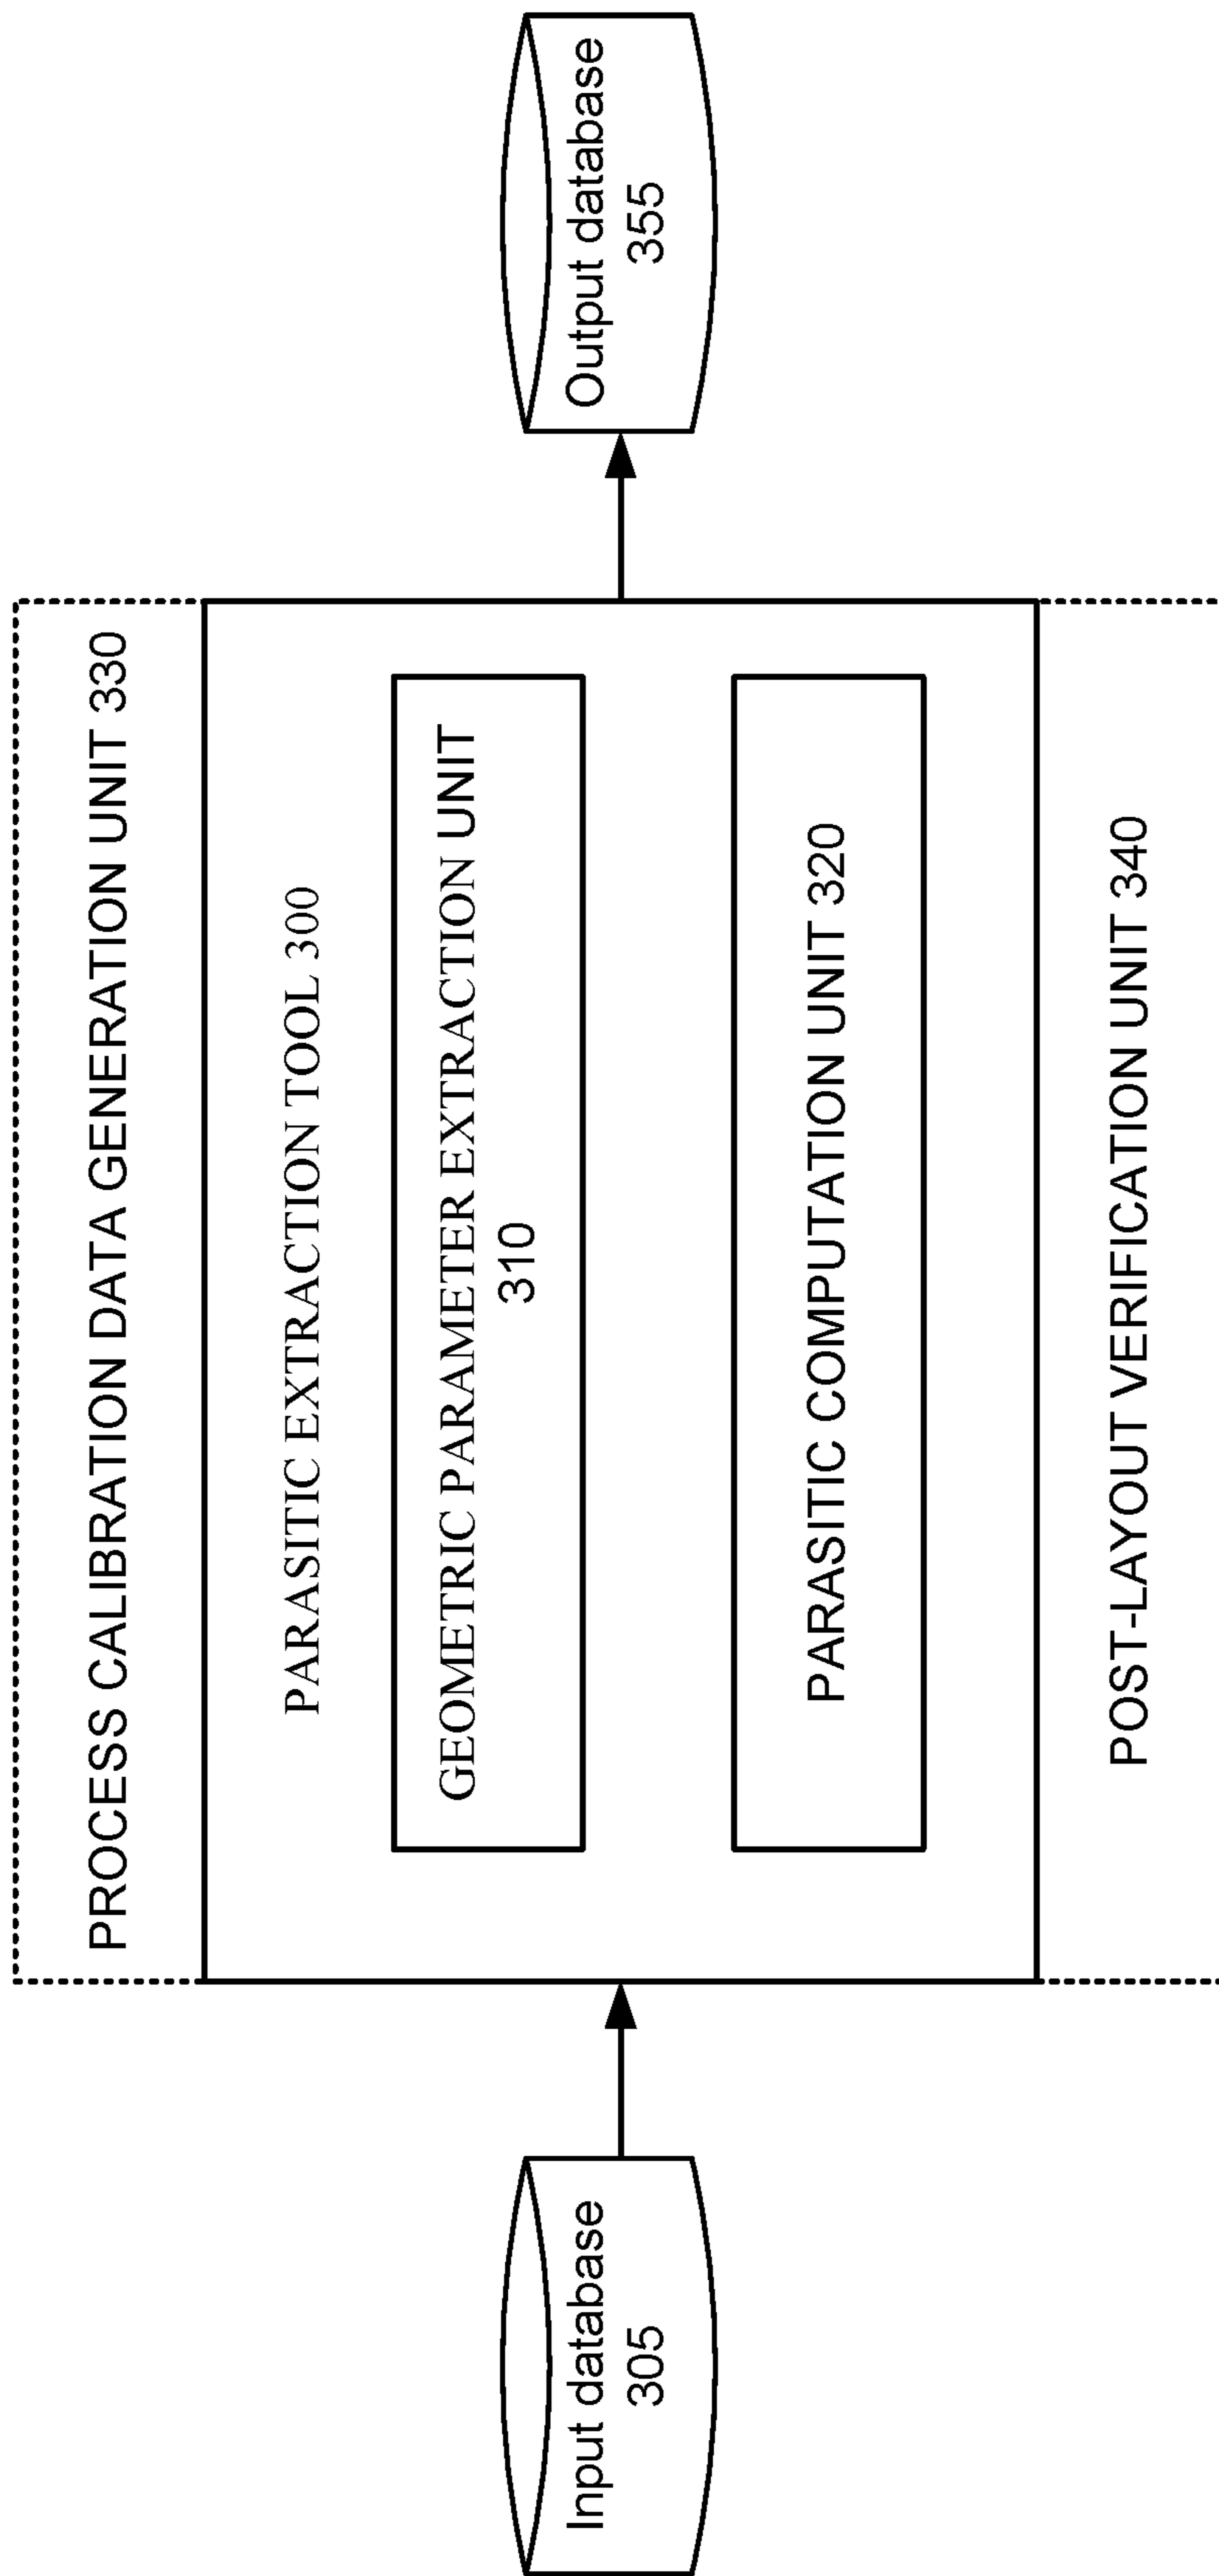 PROCESS CALIBRATION DATA GENERATION UNIT 330
PARASITIC EXTRACTION TOOL 300
GEOMETRIC PARAMETER EXTRACTION UNIT
310
Input database
305
Output database
355
PARASITIC COMPUTATION UNIT 320
POST-LAYOUT VERIFICATION UNIT 340